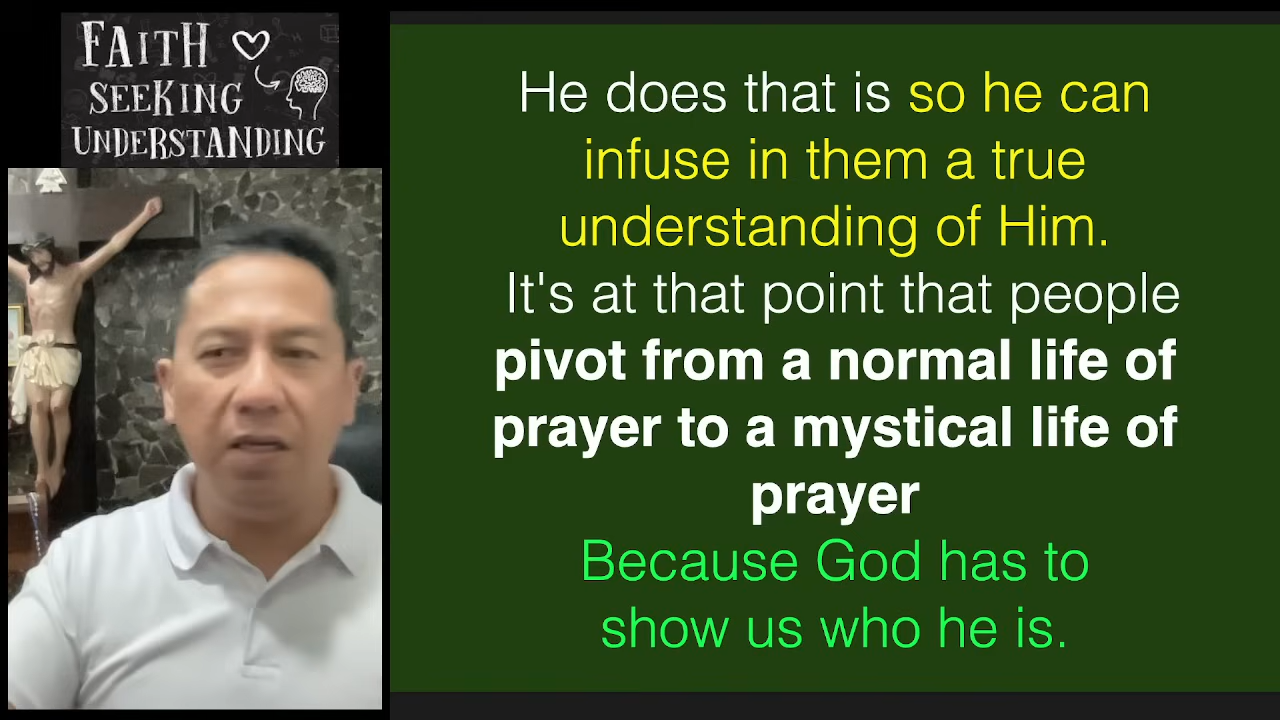 FAITH
SEEKING
UNDERSTANDING
He does that is so he can
infuse in them a true
understanding of Him.
It's at that point that people
pivot from a normal life of
prayer to a mystical life of
prayer
Because God has to
show us who he is.